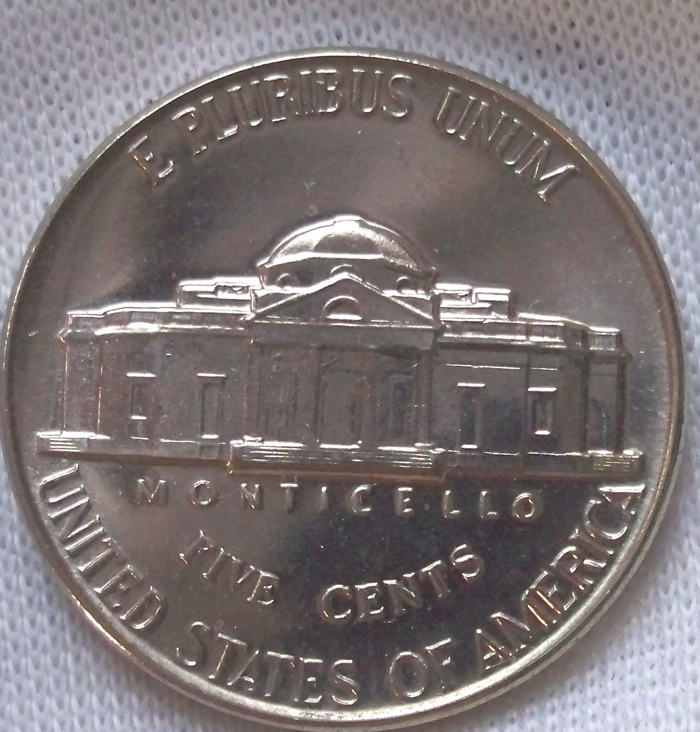 E PLURIBUS UNUM
MONTICELLO
FIVE CENTS
UNITED STATES OF AMERICA